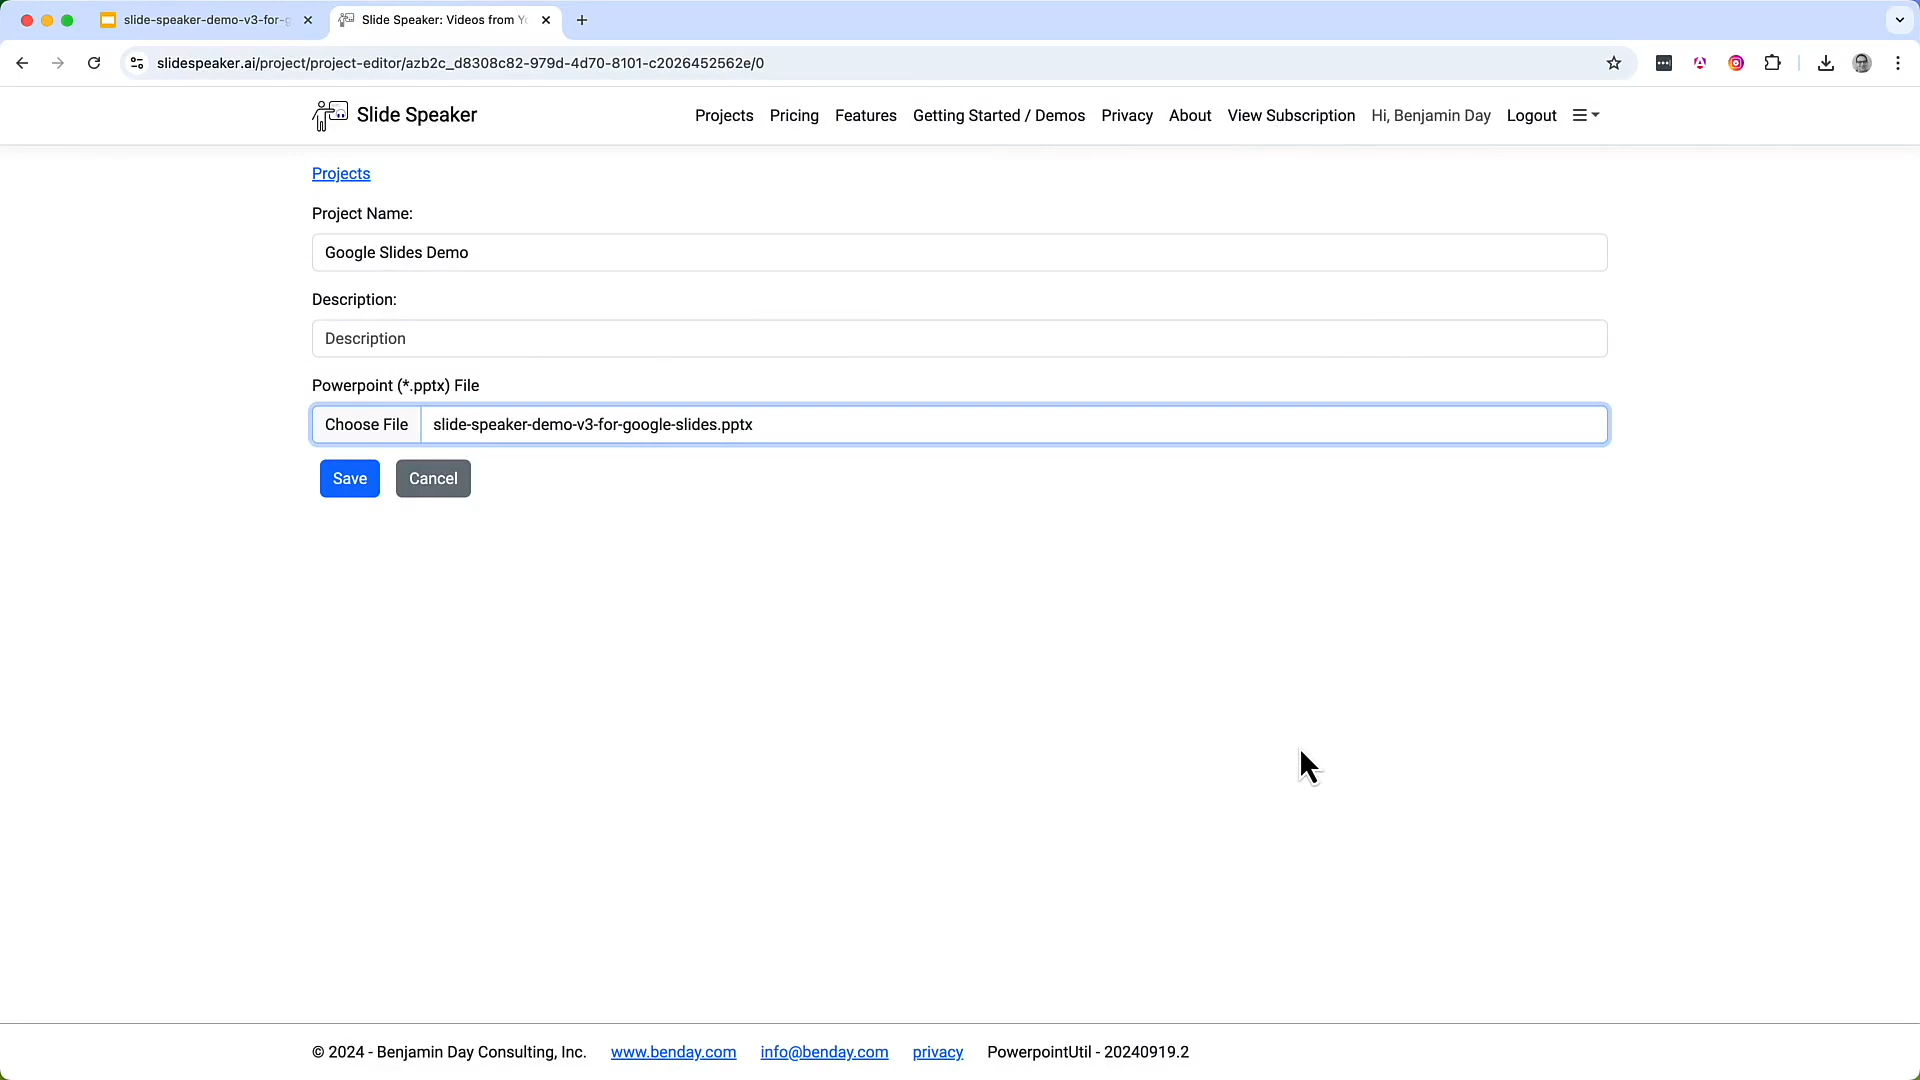 slide-speaker-demo-v3-for-g
Slide Speaker: Videos from Yo
slidespeaker.ai/project/project-editor/azb2c_d8308c82-979d-4d70-8101-c2026452562e/0
Slide Speaker
Projects Pricing Features Getting Started / Demos Privacy About View Subscription Hi, Benjamin Day Logout
Projects
Project Name:
Google Slides Demo
Description:
Description
Powerpoint (*.pptx) File
Choose File slide-speaker-demo-v3-for-google-slides.pptx
Save Cancel
© 2024 - Benjamin Day Consulting, Inc. www.benday.com info@benday.com privacy PowerpointUtil - 20240919.2